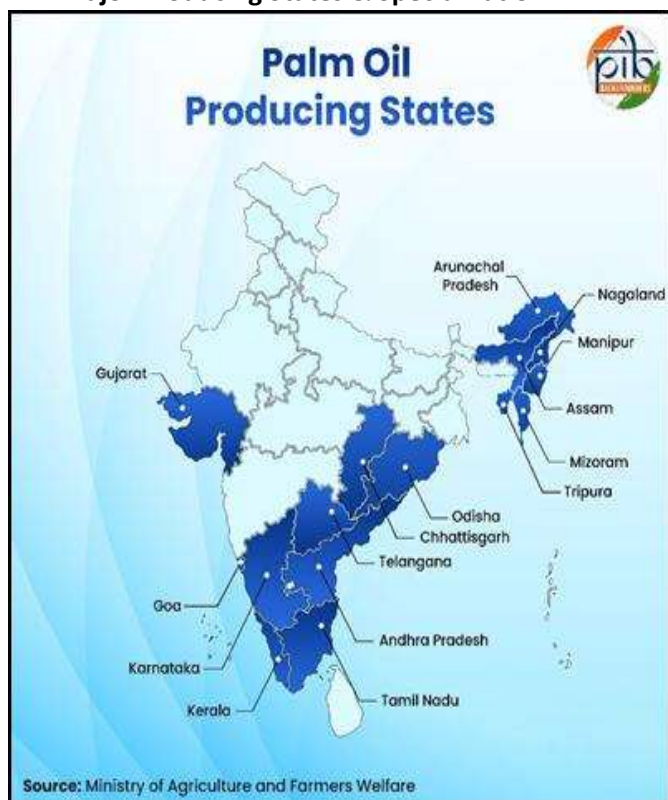 Palm Oil
Producing States
pib
Arunachal
Pradesh
Nagaland
Manipur
Gujarat
Assam
Mizoram
Tripura
Odisha
Chhattisgarh
Telangana
Goa
Andhra Pradesh
Karnataka
Tamil Nadu
Kerala
Source: Ministry of Agriculture and Farmers Welfare